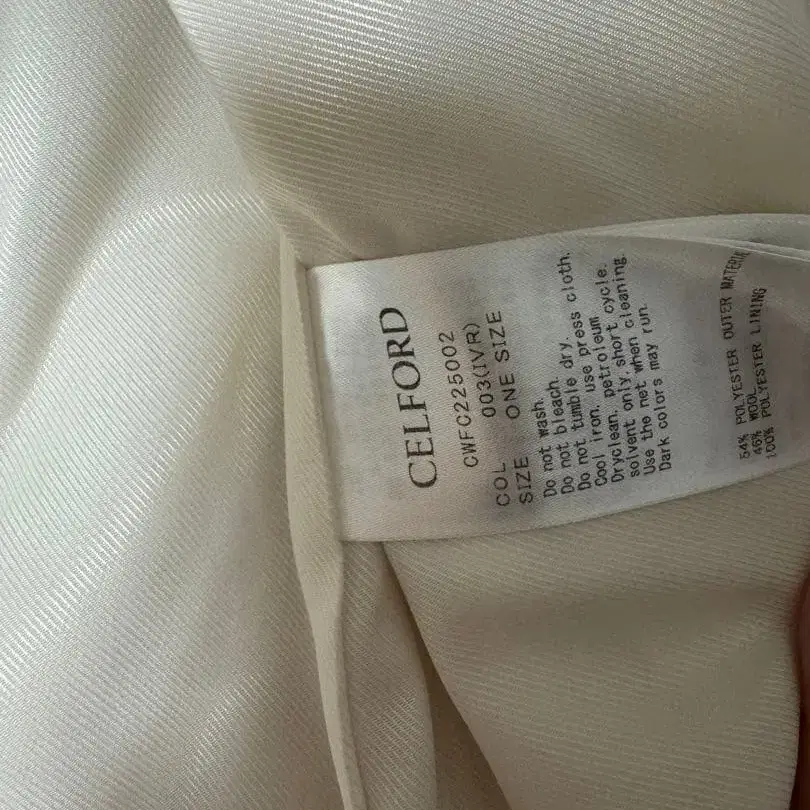 CELFORD
CWFC225002
COL 003(IVR)
SIZE ONE SIZE
Do not wash.
Do not bleach.
Do not tumble dry.
Cool iron, use press cloth.
Dryclean, petroleum
solvent only, short cycle.
Use the net when cleaning.
Dark colors may run.
54% POLYESTER OUTER MATERIA
46% WOOL
100% POLYESTER LINING